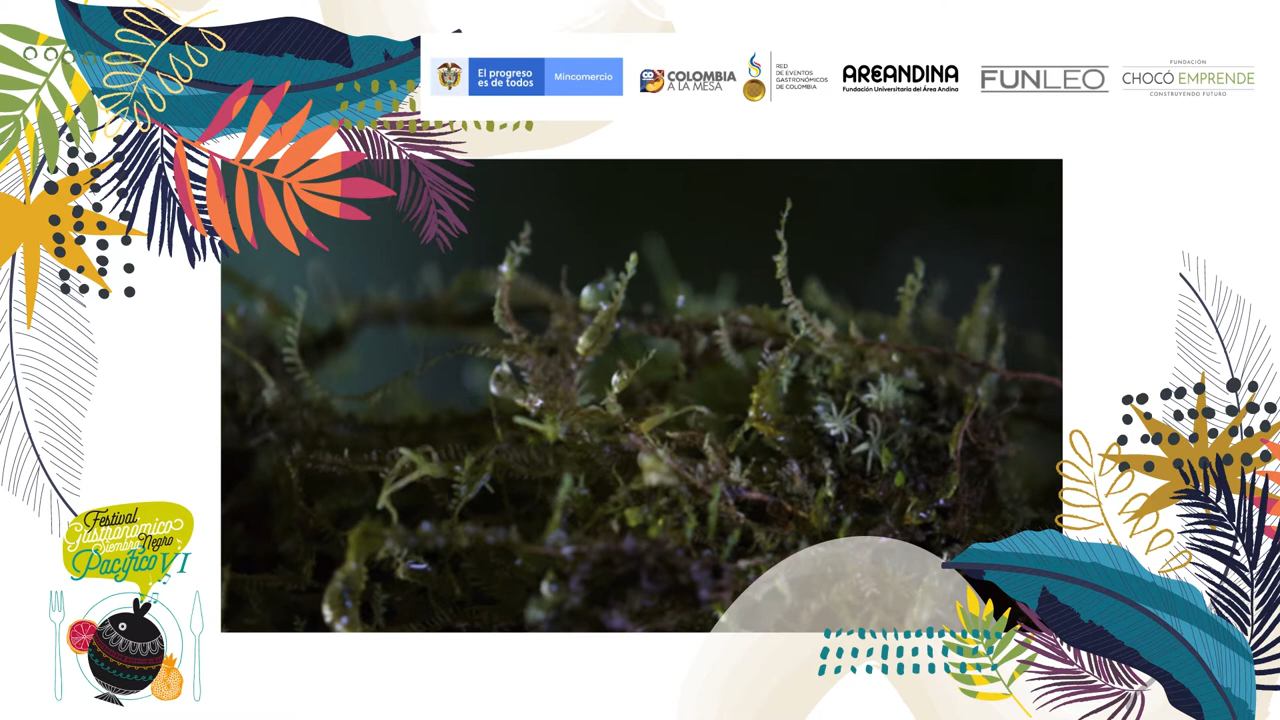 El progreso
es de todos
Mincomercio
CO
COLOMBIA
A LA MESA
RED
DE EVENTOS
GASTRONÓMICOS
DE COLOMBIA
AREANDINA
Fundación Universitaria del Área Andina
FUNLEO
FUNDACIÓN
CHOCÓ EMPRENDE
CONSTRUYENDO FUTURO
Festival
Gastronómico
Siembra Negro
Pacífico VI